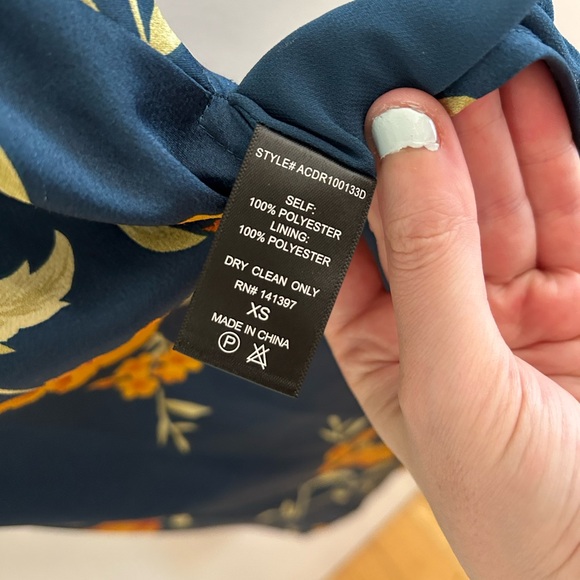 STYLE# ACDR100133D
SELF:
100% POLYESTER
LINING:
100% POLYESTER
DRY CLEAN ONLY
RN# 141397
XS
MADE IN CHINA
P